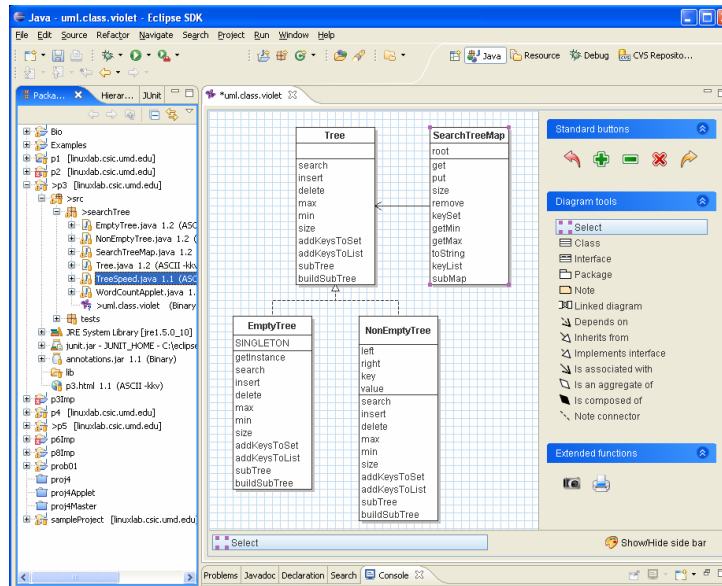 Java - uml.class.violet - Eclipse SDK
File Edit Source Refactor Navigate Search Project Run Window Help
Java Resource Debug CVS Reposito...
Packa... Hierar... JUnit
*uml.class.violet
Bio
Examples
p1 [linuxlab.csic.umd.edu]
p2 [linuxlab.csic.umd.edu]
>p3 [linuxlab.csic.umd.edu]
>src
>searchTree
EmptyTree.java 1.2 (ASCI
NonEmptyTree.java 1.2
SearchTreeMap.java 1.2
Tree.java 1.2 (ASCII -kkv
TreeSpeed.java 1.1 (ASC
WordCountApplet.java 1.
>uml.class.violet (Binary
tests
JRE System Library [jre1.5.0_10]
junit.jar - JUNIT_HOME - C:\eclipse
annotations.jar 1.1 (Binary)
lib
p3.html 1.1 (ASCII -kkv)
p3Imp
p4 [linuxlab.csic.umd.edu]
>p5 [linuxlab.csic.umd.edu]
p6Imp
p8Imp
prob01
proj4
proj4Applet
proj4Master
sampleProject [linuxlab.csic.umd.edu]
Tree
search
insert
delete
max
min
size
addKeysToSet
addKeysToList
subTree
buildSubTree
SearchTreeMap
root
get
put
size
remove
keySet
getMin
getMax
toString
keyList
subMap
EmptyTree
SINGLETON
getInstance
search
insert
delete
max
min
size
addKeysToSet
addKeysToList
subTree
buildSubTree
NonEmptyTree
left
right
key
value
search
insert
delete
max
min
size
addKeysToSet
addKeysToList
subTree
buildSubTree
Standard buttons
Diagram tools
Select
Class
Interface
Package
Note
Linked diagram
Depends on
Inherits from
Implements interface
Is associated with
Is an aggregate of
Is composed of
Note connector
Extended functions
Select
Show/Hide side bar
Problems Javadoc Declaration Search Console